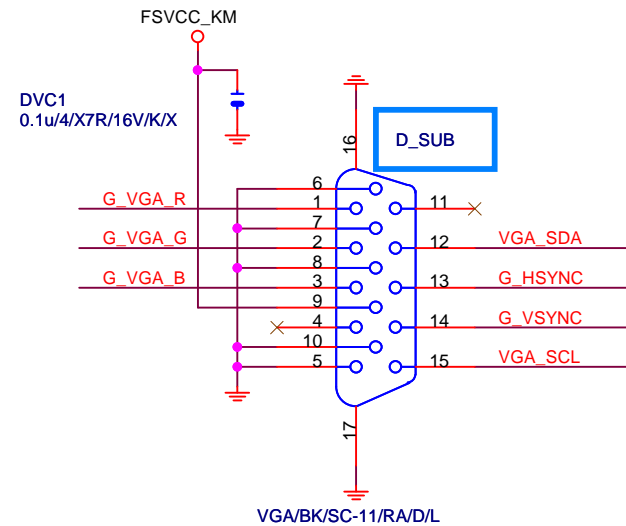 FSVCC_KM
DVC1
0.1u/4/X7R/16V/K/X
D_SUB
16
6
G_VGA_R 1 11
7
G_VGA_G 2 12 VGA_SDA
8
G_VGA_B 3 13 G_HSYNC
9
4 14 G_VSYNC
10
5 15 VGA_SCL
17
VGA/BK/SC-11/RA/D/L